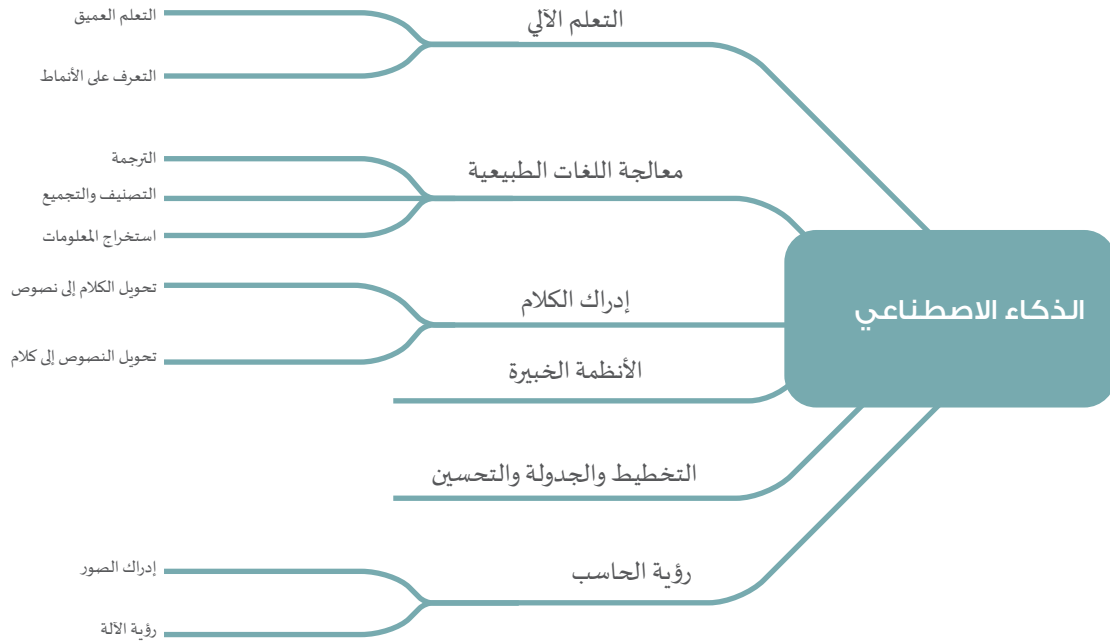 الذكاء الاصطناعي
التعلم الآلي
التعلم العميق
التعرف على الأنماط
معالجة اللغات الطبيعية
الترجمة
التصنيف والتجميع
استخراج المعلومات
إدراك الكلام
تحويل الكلام إلى نصوص
تحويل النصوص إلى كلام
الأنظمة الخبيرة
التخطيط والجدولة والتحسين
رؤية الحاسب
إدراك الصور
رؤية الآلة